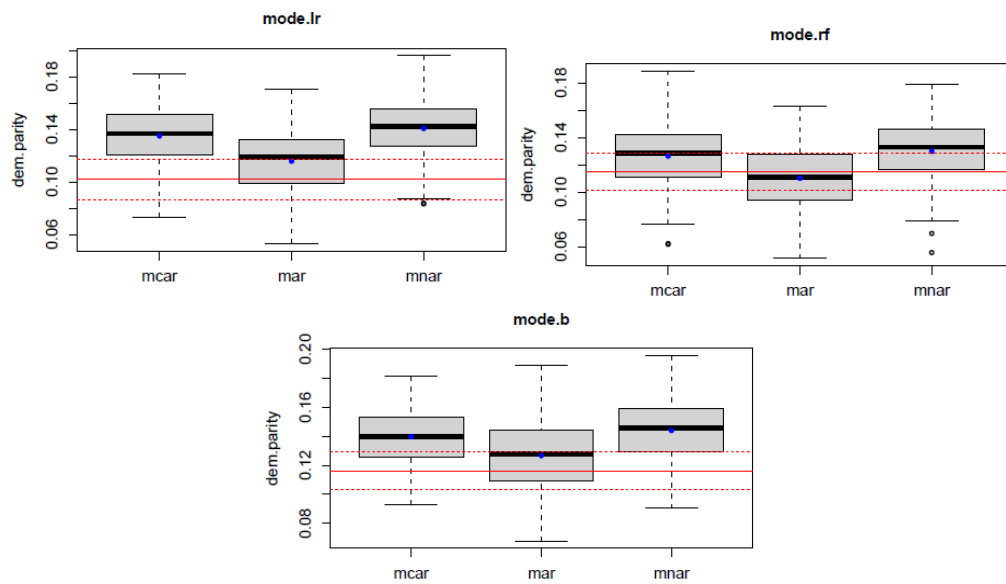 mode.lr
dem.parity
0.18
0.14
0.10
0.06
mcar
mar
mnar
mode.rf
dem.parity
0.18
0.14
0.10
0.06
mcar
mar
mnar
mode.b
dem.parity
0.20
0.16
0.12
0.08
mcar
mar
mnar